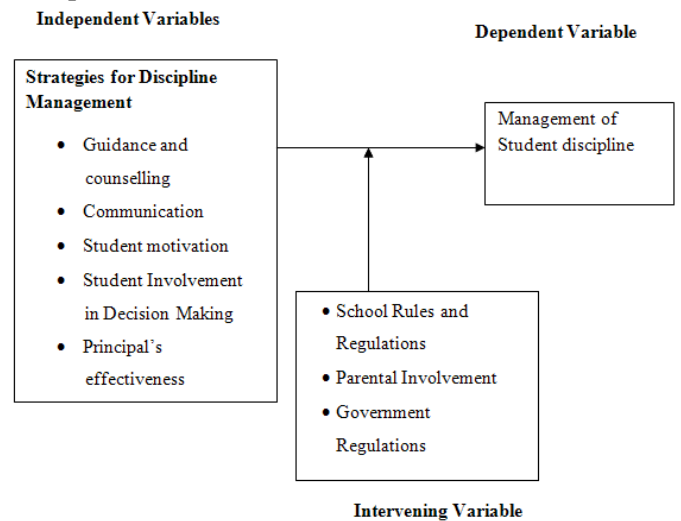 Independent Variables
Dependent Variable
Strategies for Discipline
Management
• Guidance and
counselling
• Communication
• Student motivation
• Student Involvement
in Decision Making
• Principal's
effectiveness
Management of
Student discipline
• School Rules and
Regulations
• Parental Involvement
• Government
Regulations
Intervening Variable